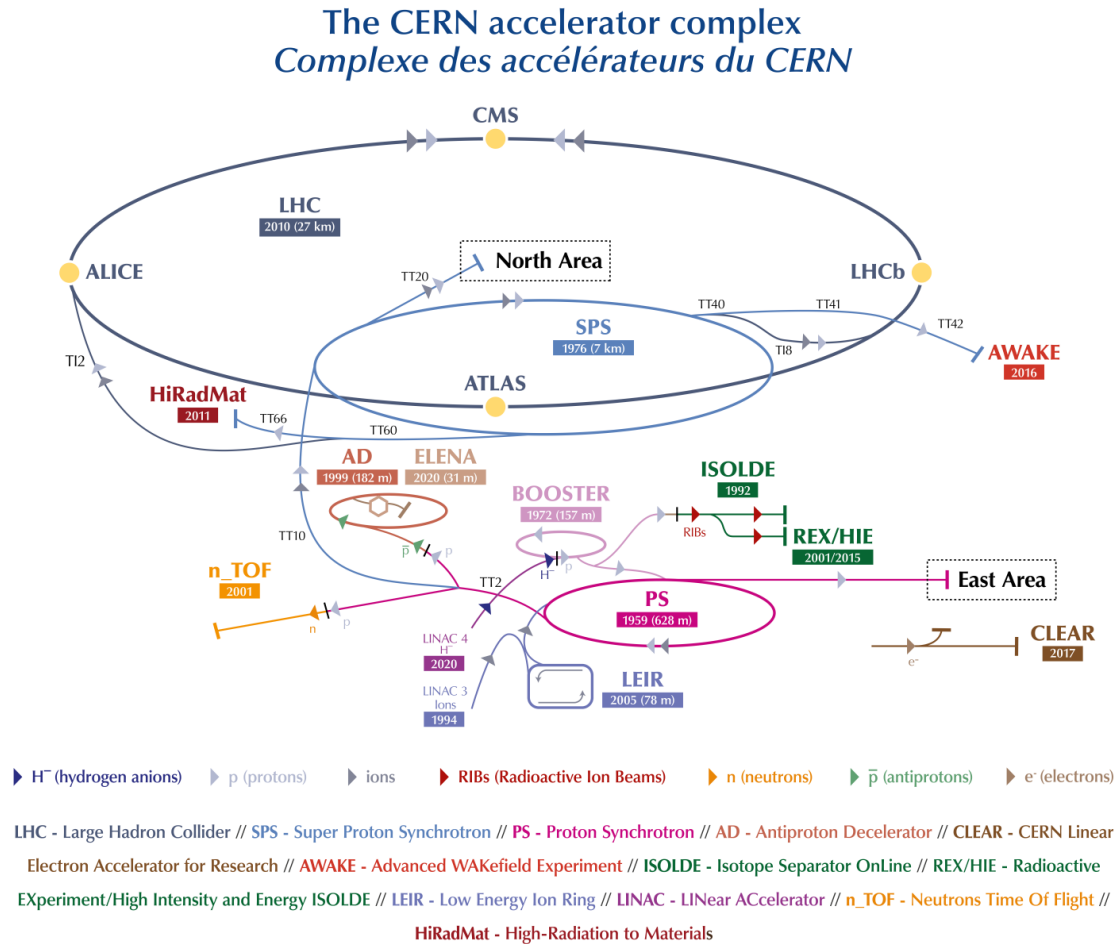 The CERN accelerator complex
Complexe des accélérateurs du CERN
CMS
LHC
2010 (27 km)
ALICE
TT20
North Area
LHCb
TT40
TT41
TT42
SPS
1976 (7 km)
TI8
AWAKE
2016
TI2
HiRadMat
2011
ATLAS
TT66
TT60
AD
1999 (182 m)
ELENA
2020 (31 m)
ISOLDE
1992
BOOSTER
1972 (157 m)
RIBs
REX/HIE
2001/2015
TT10
p̅
p
H⁻
p
n_TOF
2001
TT2
East Area
PS
1959 (628 m)
n
p
LINAC 4
H⁻
2020
CLEAR
2017
e⁻
LINAC 3
Ions
1994
LEIR
2005 (78 m)
H⁻ (hydrogen anions)
p (protons)
ions
RIBs (Radioactive Ion Beams)
n (neutrons)
p̅ (antiprotons)
e⁻ (electrons)
LHC - Large Hadron Collider // SPS - Super Proton Synchrotron // PS - Proton Synchrotron // AD - Antiproton Decelerator // CLEAR - CERN Linear
Electron Accelerator for Research // AWAKE - Advanced WAKefield Experiment // ISOLDE - Isotope Separator OnLine // REX/HIE - Radioactive
EXperiment/High Intensity and Energy ISOLDE // LEIR - Low Energy Ion Ring // LINAC - LINear ACcelerator // n_TOF - Neutrons Time Of Flight //
HiRadMat - High-Radiation to Materials